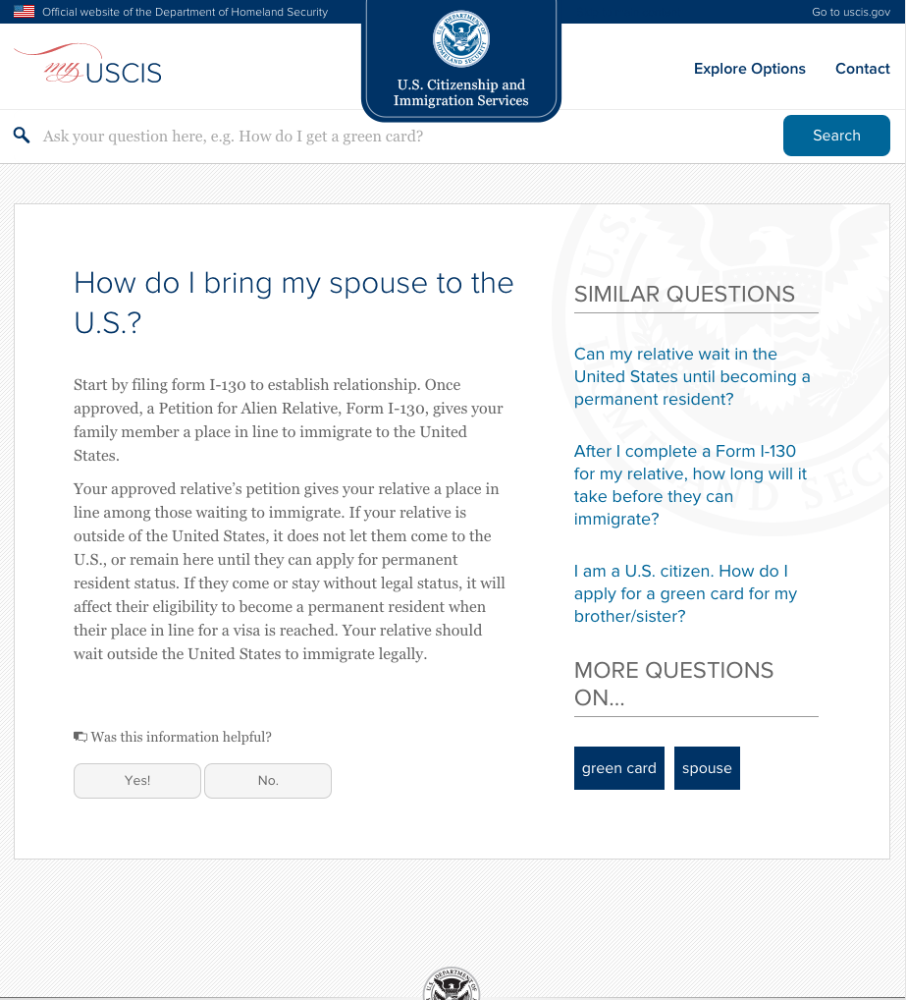 Official website of the Department of Homeland Security
Go to uscis.gov
my USCIS
U.S. Citizenship and
Immigration Services
Explore Options
Contact
Ask your question here, e.g. How do I get a green card?
Search
How do I bring my spouse to the
U.S.?
Start by filing form I-130 to establish relationship. Once
approved, a Petition for Alien Relative, Form I-130, gives your
family member a place in line to immigrate to the United
States.
Your approved relative’s petition gives your relative a place in
line among those waiting to immigrate. If your relative is
outside of the United States, it does not let them come to the
U.S., or remain here until they can apply for permanent
resident status. If they come or stay without legal status, it will
affect their eligibility to become a permanent resident when
their place in line for a visa is reached. Your relative should
wait outside the United States to immigrate legally.
Was this information helpful?
Yes!
No.
SIMILAR QUESTIONS
Can my relative wait in the
United States until becoming a
permanent resident?
After I complete a Form I-130
for my relative, how long will it
take before they can
immigrate?
I am a U.S. citizen. How do I
apply for a green card for my
brother/sister?
MORE QUESTIONS
ON...
green card
spouse